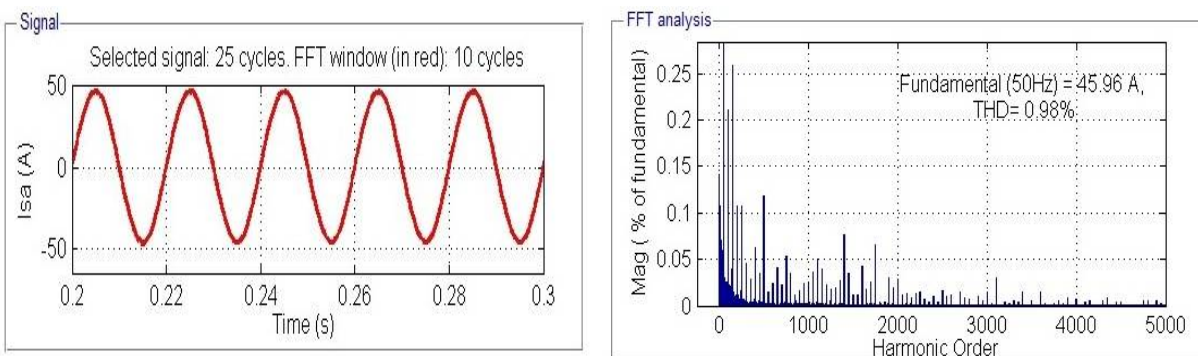 Signal
Selected signal: 25 cycles. FFT window (in red): 10 cycles
Isa (A)
50
0
-50
0.2
0.22
0.24
0.26
0.28
0.3
Time (s)
FFT analysis
Mag ( % of fundamental)
Fundamental (50Hz) = 45.96 A,
THD= 0.98%
0.25
0.2
0.15
0.1
0.05
0
0
1000
2000
3000
4000
5000
Harmonic Order